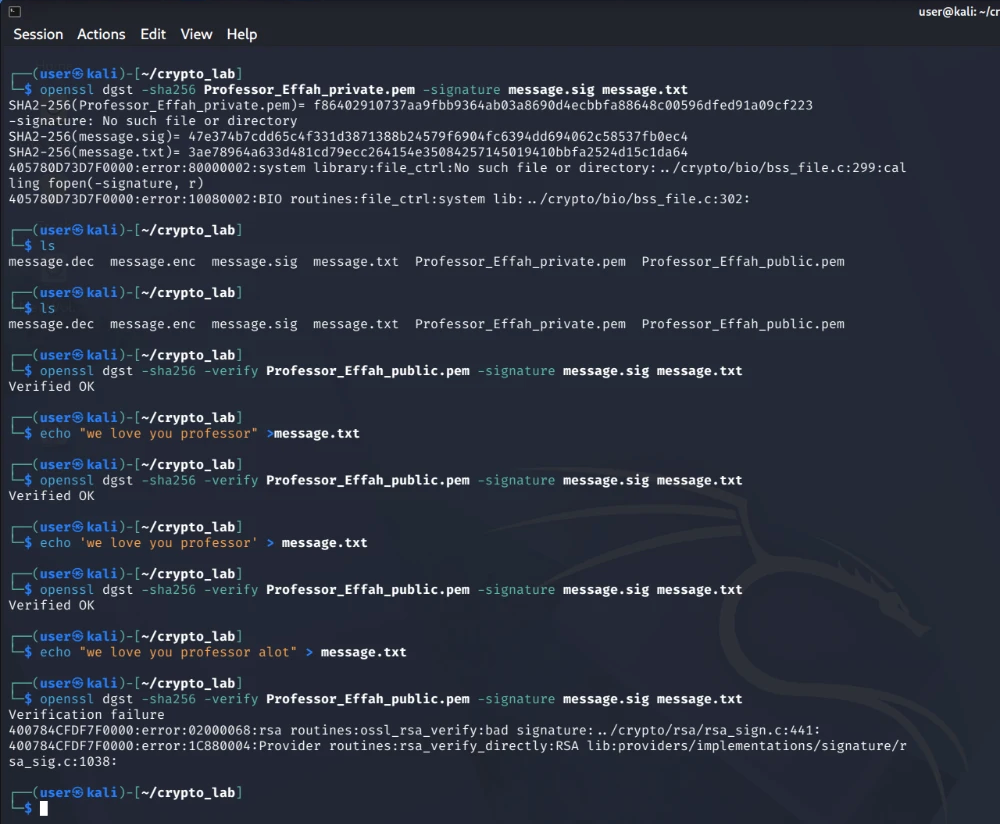 user@kali: ~/cr
Session Actions Edit View Help
┌──(user㉿kali)-[~/crypto_lab]
└─$ openssl dgst -sha256 Professor_Effah_private.pem -signature message.sig message.txt
SHA2-256(Professor_Effah_private.pem)= f86402910737aa9fbb9364ab03a8690d4ecbbfa88648c00596dfed91a09cf223
-signature: No such file or directory
SHA2-256(message.sig)= 47e374b7cdd65c4f331d3871388b24579f6904fc6394dd694062c58537fb0ec4
SHA2-256(message.txt)= 3ae78964a633d481cd79ecc264154e35084257145019410bbfa2524d15c1da64
405780D73D7F0000:error:80000002:system library:file_ctrl:No such file or directory:../crypto/bio/bss_file.c:299:cal
ling fopen(-signature, r)
405780D73D7F0000:error:10080002:BIO routines:file_ctrl:system lib:../crypto/bio/bss_file.c:302:
┌──(user㉿kali)-[~/crypto_lab]
└─$ ls
message.dec message.enc message.sig message.txt Professor_Effah_private.pem Professor_Effah_public.pem
┌──(user㉿kali)-[~/crypto_lab]
└─$ ls
message.dec message.enc message.sig message.txt Professor_Effah_private.pem Professor_Effah_public.pem
┌──(user㉿kali)-[~/crypto_lab]
└─$ openssl dgst -sha256 -verify Professor_Effah_public.pem -signature message.sig message.txt
Verified OK
┌──(user㉿kali)-[~/crypto_lab]
└─$ echo "we love you professor" >message.txt
┌──(user㉿kali)-[~/crypto_lab]
└─$ openssl dgst -sha256 -verify Professor_Effah_public.pem -signature message.sig message.txt
Verified OK
┌──(user㉿kali)-[~/crypto_lab]
└─$ echo 'we love you professor' > message.txt
┌──(user㉿kali)-[~/crypto_lab]
└─$ openssl dgst -sha256 -verify Professor_Effah_public.pem -signature message.sig message.txt
Verified OK
┌──(user㉿kali)-[~/crypto_lab]
└─$ echo "we love you professor alot" > message.txt
┌──(user㉿kali)-[~/crypto_lab]
└─$ openssl dgst -sha256 -verify Professor_Effah_public.pem -signature message.sig message.txt
Verification failure
400784CFDF7F0000:error:02000068:rsa routines:ossl_rsa_verify:bad signature:../crypto/rsa/rsa_sign.c:441:
400784CFDF7F0000:error:1C880004:Provider routines:rsa_verify_directly:RSA lib:providers/implementations/signature/r
sa_sig.c:1038:
┌──(user㉿kali)-[~/crypto_lab]
└─$